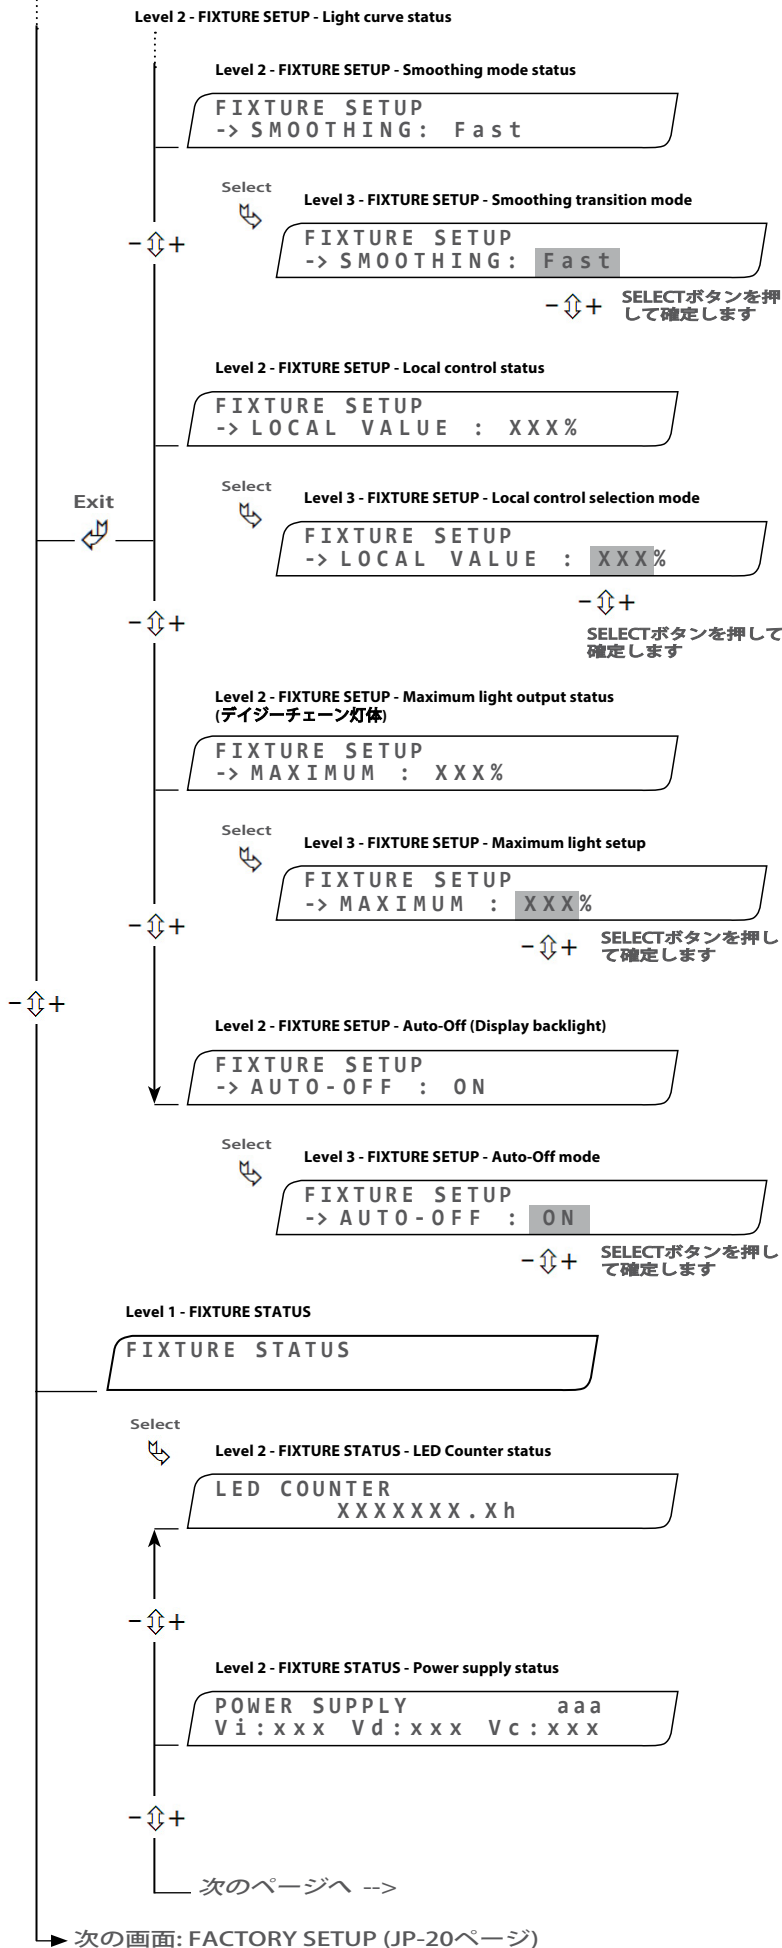 Level 2 - FIXTURE SETUP - Light curve status
Level 2 - FIXTURE SETUP - Smoothing mode status
FIXTURE SETUP
-> SMOOTHING: Fast
Select
Level 3 - FIXTURE SETUP - Smoothing transition mode
- +
FIXTURE SETUP
-> SMOOTHING: Fast
- +
SELECTボタンを押
して確定します
Level 2 - FIXTURE SETUP - Local control status
FIXTURE SETUP
-> LOCAL VALUE : XXX%
Select
Exit
Level 3 - FIXTURE SETUP - Local control selection mode
FIXTURE SETUP
-> LOCAL VALUE : XXX%
- +
- +
SELECTボタンを押して
確定します
Level 2 - FIXTURE SETUP - Maximum light output status
(デイジーチェーン灯体)
FIXTURE SETUP
-> MAXIMUM : XXX%
Select
Level 3 - FIXTURE SETUP - Maximum light setup
FIXTURE SETUP
-> MAXIMUM : XXX%
- +
- +
SELECTボタンを押し
て確定します
- +
Level 2 - FIXTURE SETUP - Auto-Off (Display backlight)
FIXTURE SETUP
-> AUTO-OFF : ON
Select
Level 3 - FIXTURE SETUP - Auto-Off mode
FIXTURE SETUP
-> AUTO-OFF : ON
- +
SELECTボタンを押し
て確定します
Level 1 - FIXTURE STATUS
FIXTURE STATUS
Select
Level 2 - FIXTURE STATUS - LED Counter status
LED COUNTER
XXXXXXX.Xh
- +
Level 2 - FIXTURE STATUS - Power supply status
POWER SUPPLY aaa
Vi:xxx Vd:xxx Vc:xxx
- +
次のページへ -->
次の画面: FACTORY SETUP (JP-20ページ)